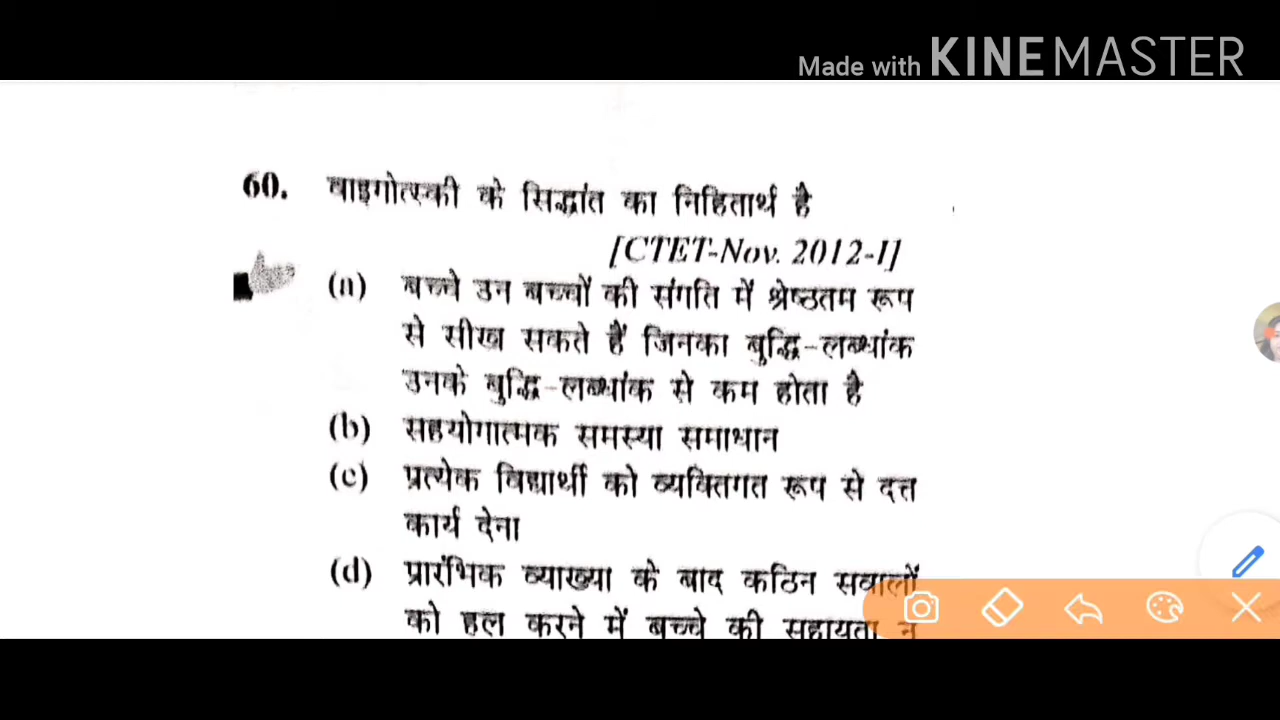 Made with KINEMASTER
60. वाइगोत्स्की के सिद्धांत का निहितार्थ है
[CTET-Nov. 2012-I]
(a) बच्चे उन बच्चों की संगति में श्रेष्ठतम रूप
से सीख सकते हैं जिनका बुद्धि-लब्धांक
उनके बुद्धि-लब्धांक से कम होता है
(b) सहयोगात्मक समस्या समाधान
(c) प्रत्येक विद्यार्थी को व्यक्तिगत रूप से दत्त
कार्य देना
(d) प्रारंभिक व्याख्या के बाद कठिन सवालों
को हल करने में बच्चे की सहायता न